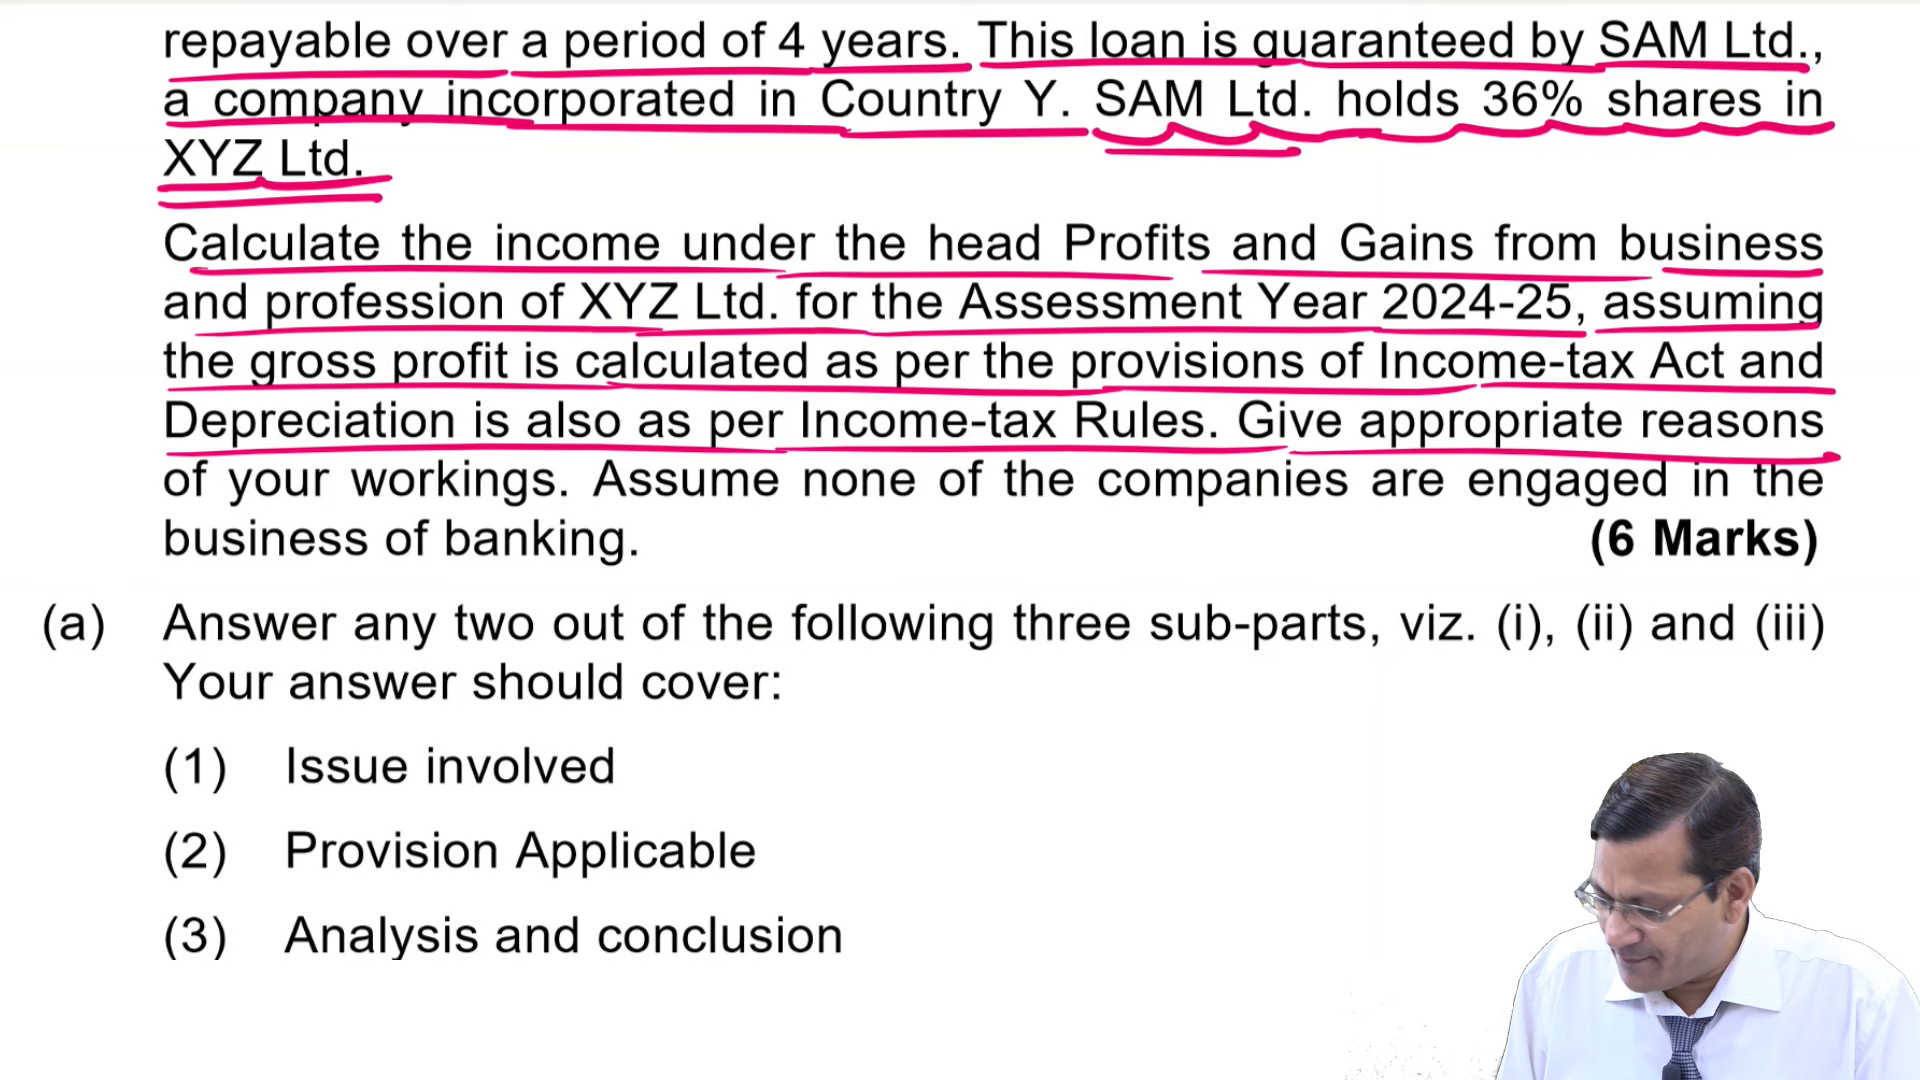 repayable over a period of 4 years. This loan is guaranteed by SAM Ltd.,
a company incorporated in Country Y. SAM Ltd. holds 36% shares in
XYZ Ltd.
Calculate the income under the head Profits and Gains from business
and profession of XYZ Ltd. for the Assessment Year 2024-25, assuming
the gross profit is calculated as per the provisions of Income-tax Act and
Depreciation is also as per Income-tax Rules. Give appropriate reasons
of your workings. Assume none of the companies are engaged in the
business of banking. (6 Marks)
(a) Answer any two out of the following three sub-parts, viz. (i), (ii) and (iii)
Your answer should cover:
(1) Issue involved
(2) Provision Applicable
(3) Analysis and conclusion